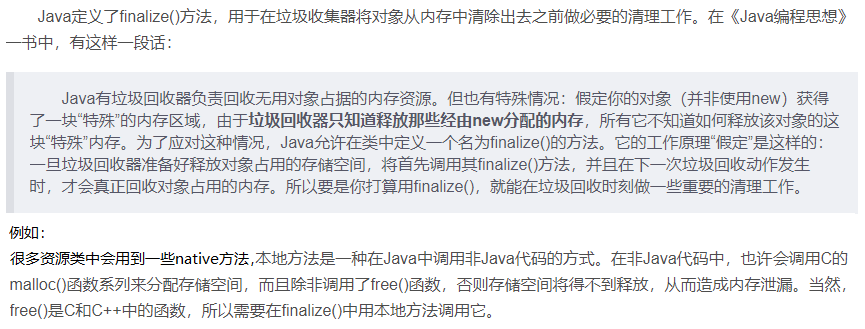 Java定义了finalize()方法，用于在垃圾收集器将对象从内存中清除出去之前做必要的清理工作。在《Java编程思想》
一书中，有这样一段话：
Java有垃圾回收器负责回收无用对象占据的内存资源。但也有特殊情况：假定你的对象（并非使用new）获得
了一块“特殊”的内存区域，由于垃圾回收器只知道释放那些经由new分配的内存，所有它不知道如何释放该对象的这
块“特殊”内存。为了应对这种情况，Java允许在类中定义一个名为finalize()的方法。它的工作原理“假定”是这样的：
一旦垃圾回收器准备好释放对象占用的存储空间，将首先调用其finalize()方法，并且在下一次垃圾回收动作发生
时，才会真正回收对象占用的内存。所以要是你打算用finalize()，就能在垃圾回收时刻做一些重要的清理工作。
例如：
很多资源类中会用到一些native方法,本地方法是一种在Java中调用非Java代码的方式。在非Java代码中，也许会调用C的
malloc()函数系列来分配存储空间，而且除非调用了free()函数，否则存储空间将得不到释放，从而造成内存泄漏。当然，
free()是C和C++中的函数，所以需要在finalize()中用本地方法调用它。